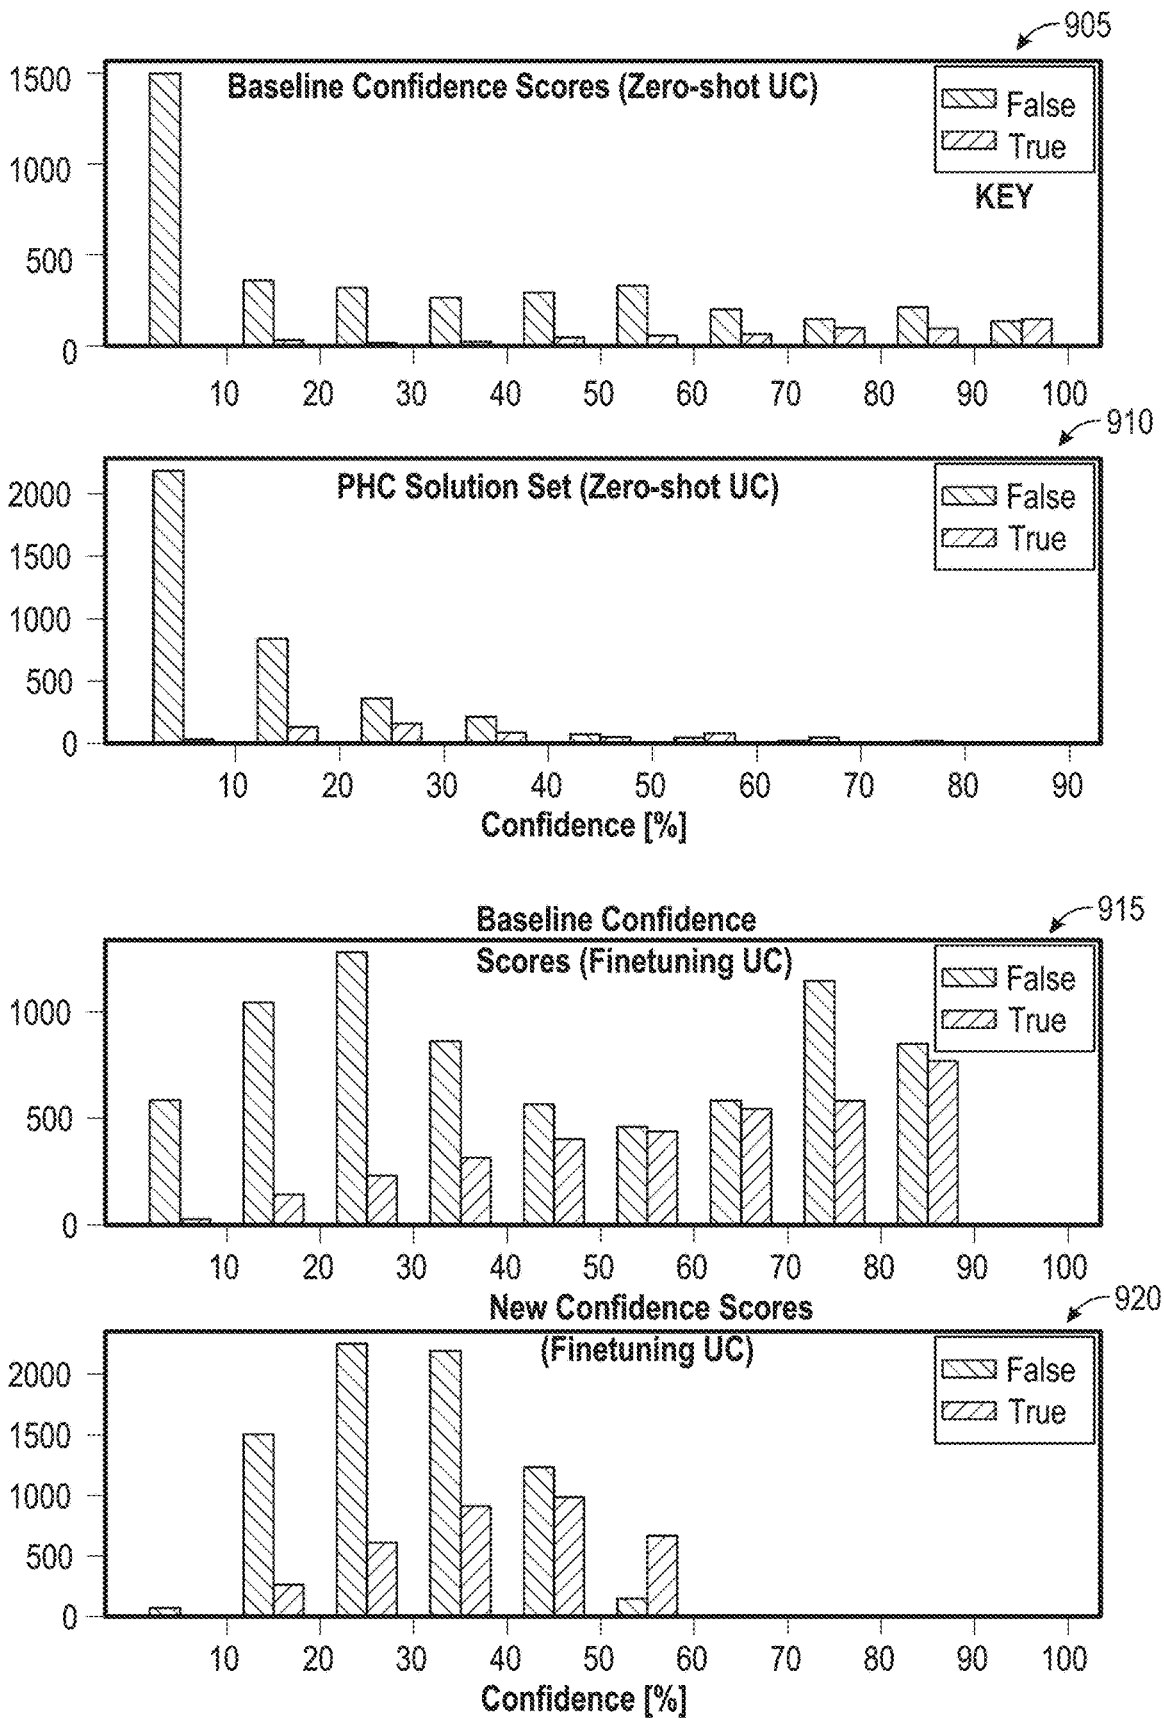 905
Baseline Confidence Scores (Zero-shot UC)
False
True
KEY
1500
1000
500
0
10 20 30 40 50 60 70 80 90 100
910
PHC Solution Set (Zero-shot UC)
False
True
2000
1500
1000
500
0
10 20 30 40 50 60 70 80 90
Confidence [%]
915
Baseline Confidence
Scores (Finetuning UC)
False
True
1000
500
0
10 20 30 40 50 60 70 80 90 100
920
New Confidence Scores
(Finetuning UC)
False
True
2000
1500
1000
500
0
10 20 30 40 50 60 70 80 90 100
Confidence [%]